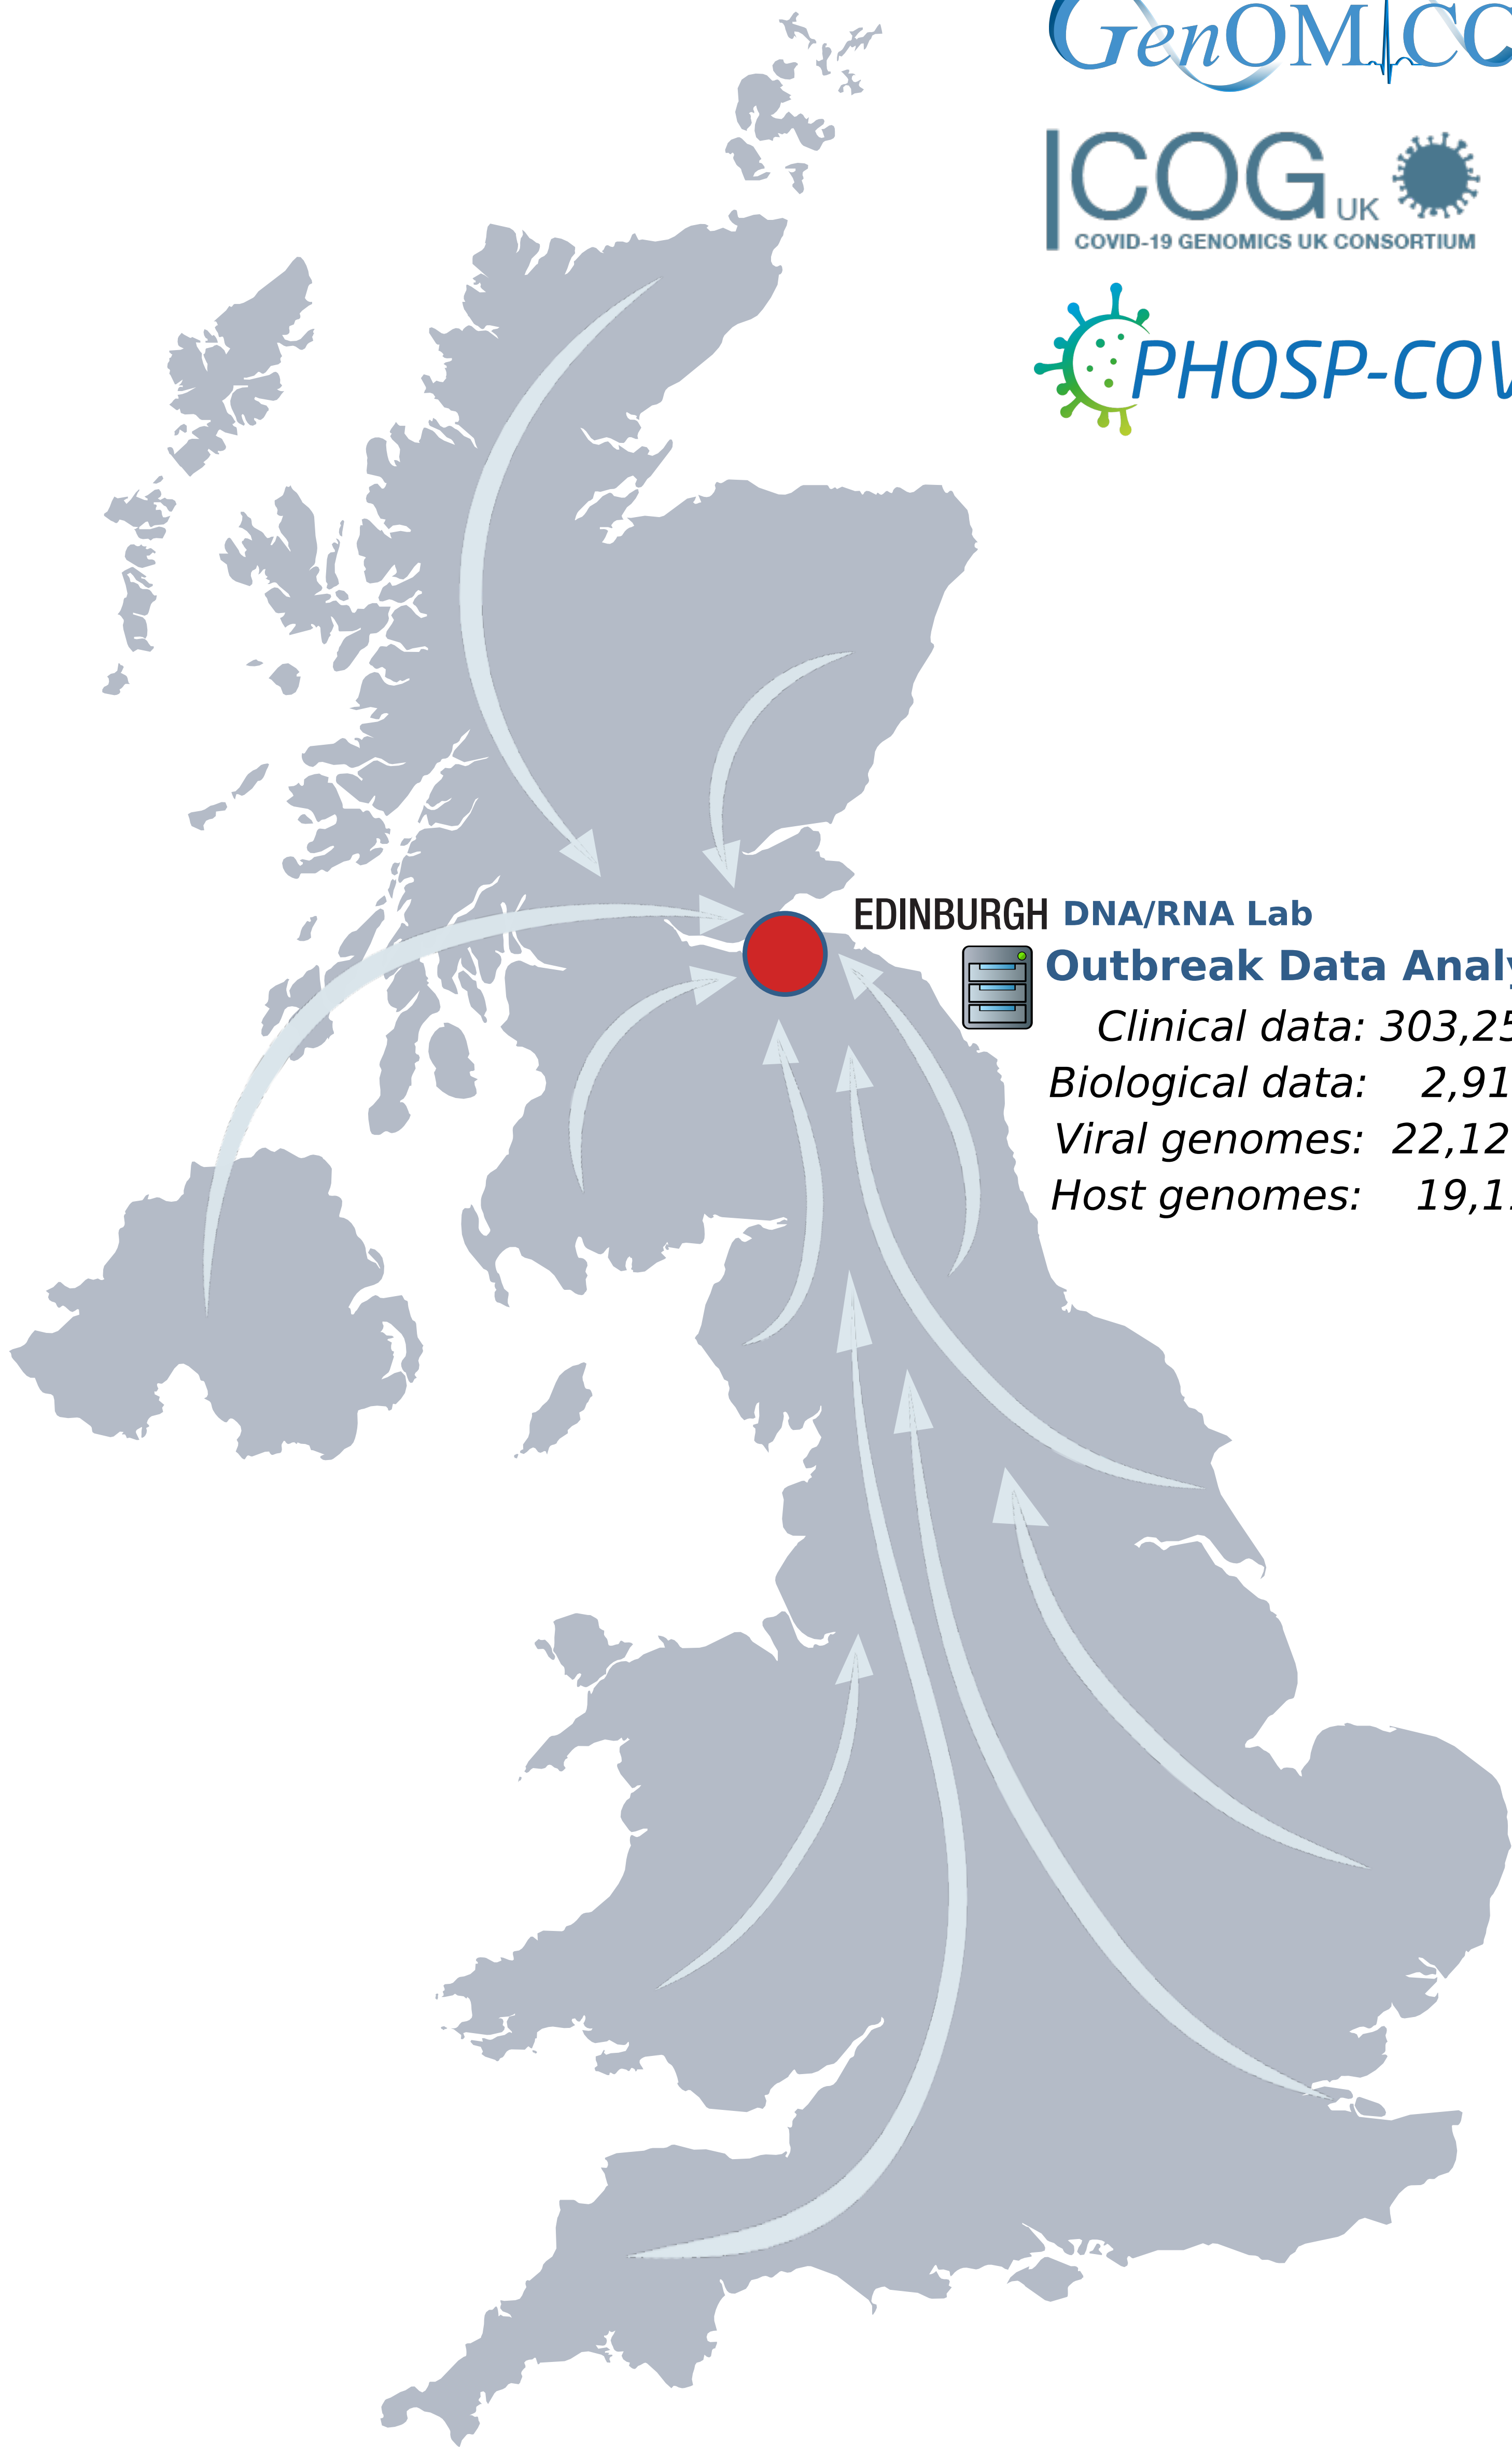 GenOMICC
COG UK
COVID-19 GENOMICS UK CONSORTIUM
PHOSP-COV
EDINBURGH DNA/RNA Lab
Outbreak Data Analy
Clinical data: 303,25
Biological data: 2,91
Viral genomes: 22,12
Host genomes: 19,1